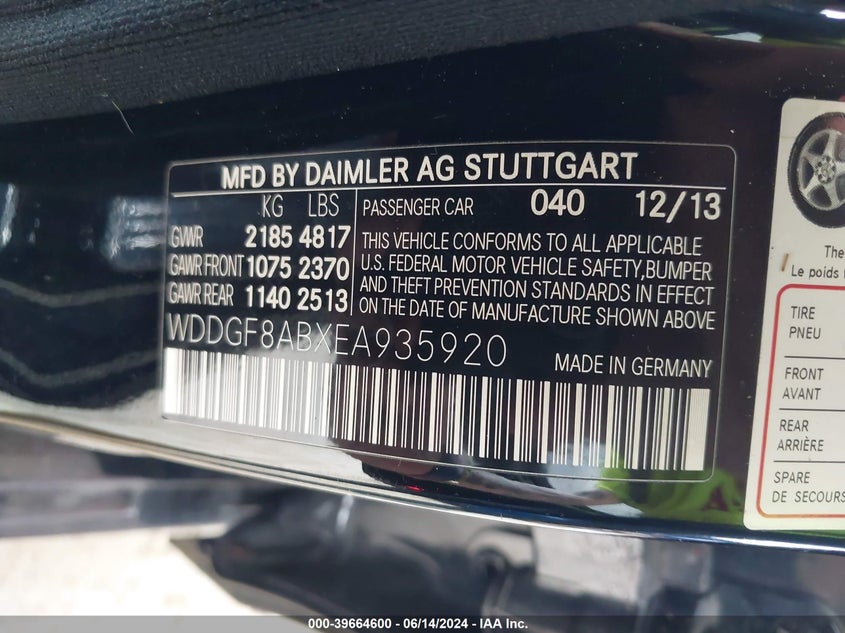 MFD BY DAIMLER AG STUTTGART
KG LBS
GVWR 2185 4817
GAWR FRONT 1075 2370
GAWR REAR 1140 2513
PASSENGER CAR 040 12/13
THIS VEHICLE CONFORMS TO ALL APPLICABLE
U.S. FEDERAL MOTOR VEHICLE SAFETY,BUMPER
AND THEFT PREVENTION STANDARDS IN EFFECT
ON THE DATE OF MANUFACTURE SHOWN ABOVE
WDDGF8ABXEA935920
MADE IN GERMANY
The
Le poids
TIRE
PNEU
FRONT
AVANT
REAR
ARRIÈRE
SPARE
DE SECOURS
000-39664600 - 06/14/2024 - IAA Inc.